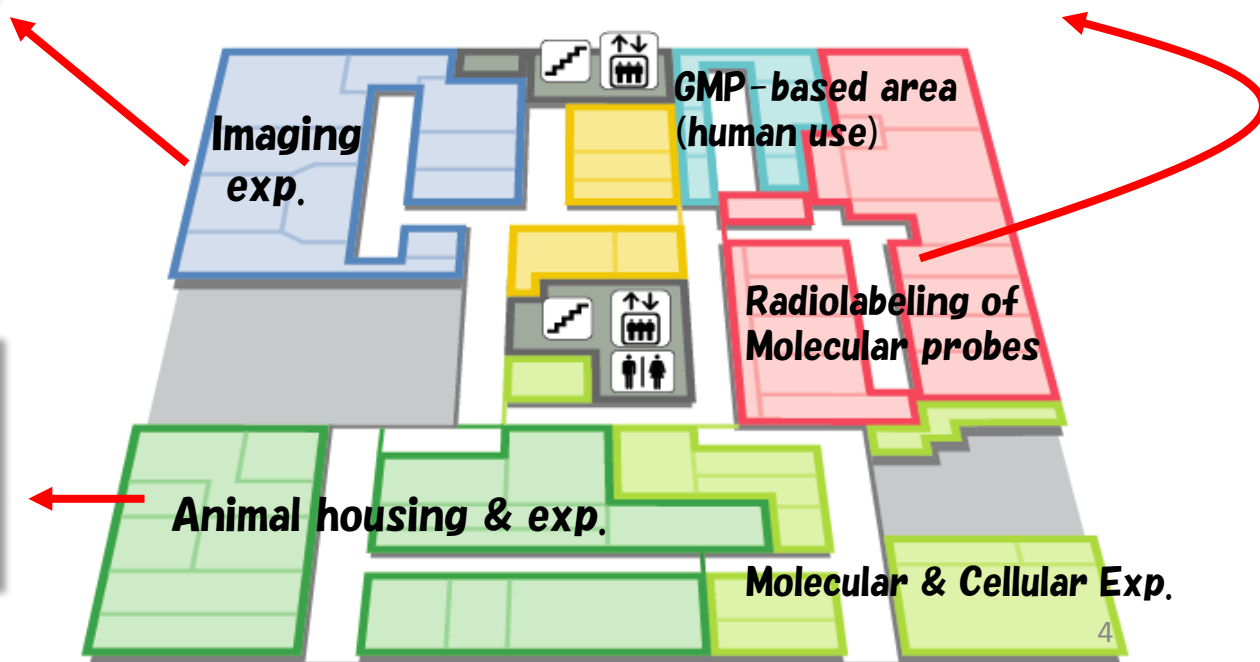 GMP-based area
(human use)
Imaging
exp.
Radiolabeling of
Molecular probes
Animal housing & exp.
Molecular & Cellular Exp.
4